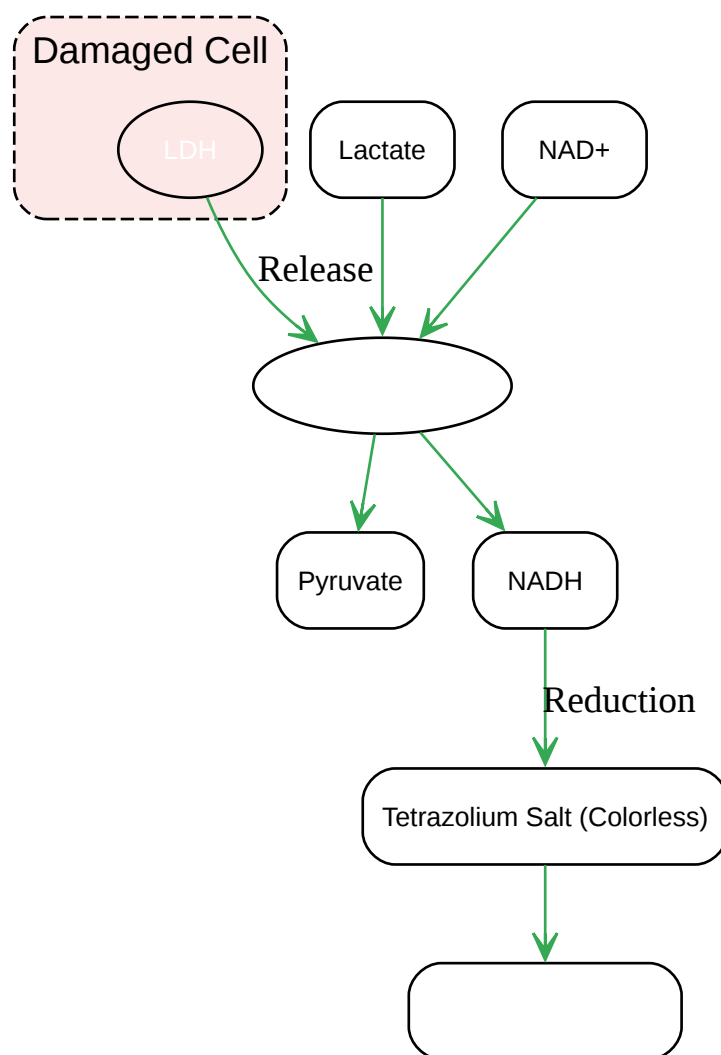 Damaged Cell
LDH
Lactate
NAD+
Release
Pyruvate
NADH
Reduction
Tetrazolium Salt (Colorless)